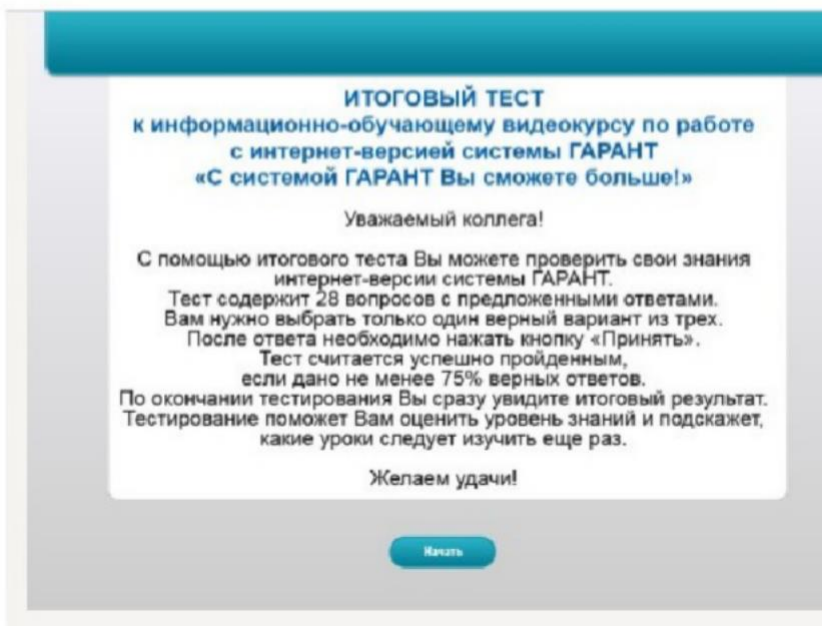 ИТОГОВЫЙ ТЕСТ
к информационно-обучающему видеокурсу по работе
с интернет-версией системы ГАРАНТ
«С системой ГАРАНТ Вы сможете больше!»
Уважаемый коллега!
С помощью итогового теста Вы можете проверить свои знания
интернет-версии системы ГАРАНТ.
Тест содержит 28 вопросов с предложенными ответами.
Вам нужно выбрать только один верный вариант из трех.
После ответа необходимо нажать кнопку «Принять».
Тест считается успешно пройденным,
если дано не менее 75% верных ответов.
По окончании тестирования Вы сразу увидите итоговый результат.
Тестирование поможет Вам оценить уровень знаний и подскажет,
какие уроки следует изучить еще раз.
Желаем удачи!
Начать